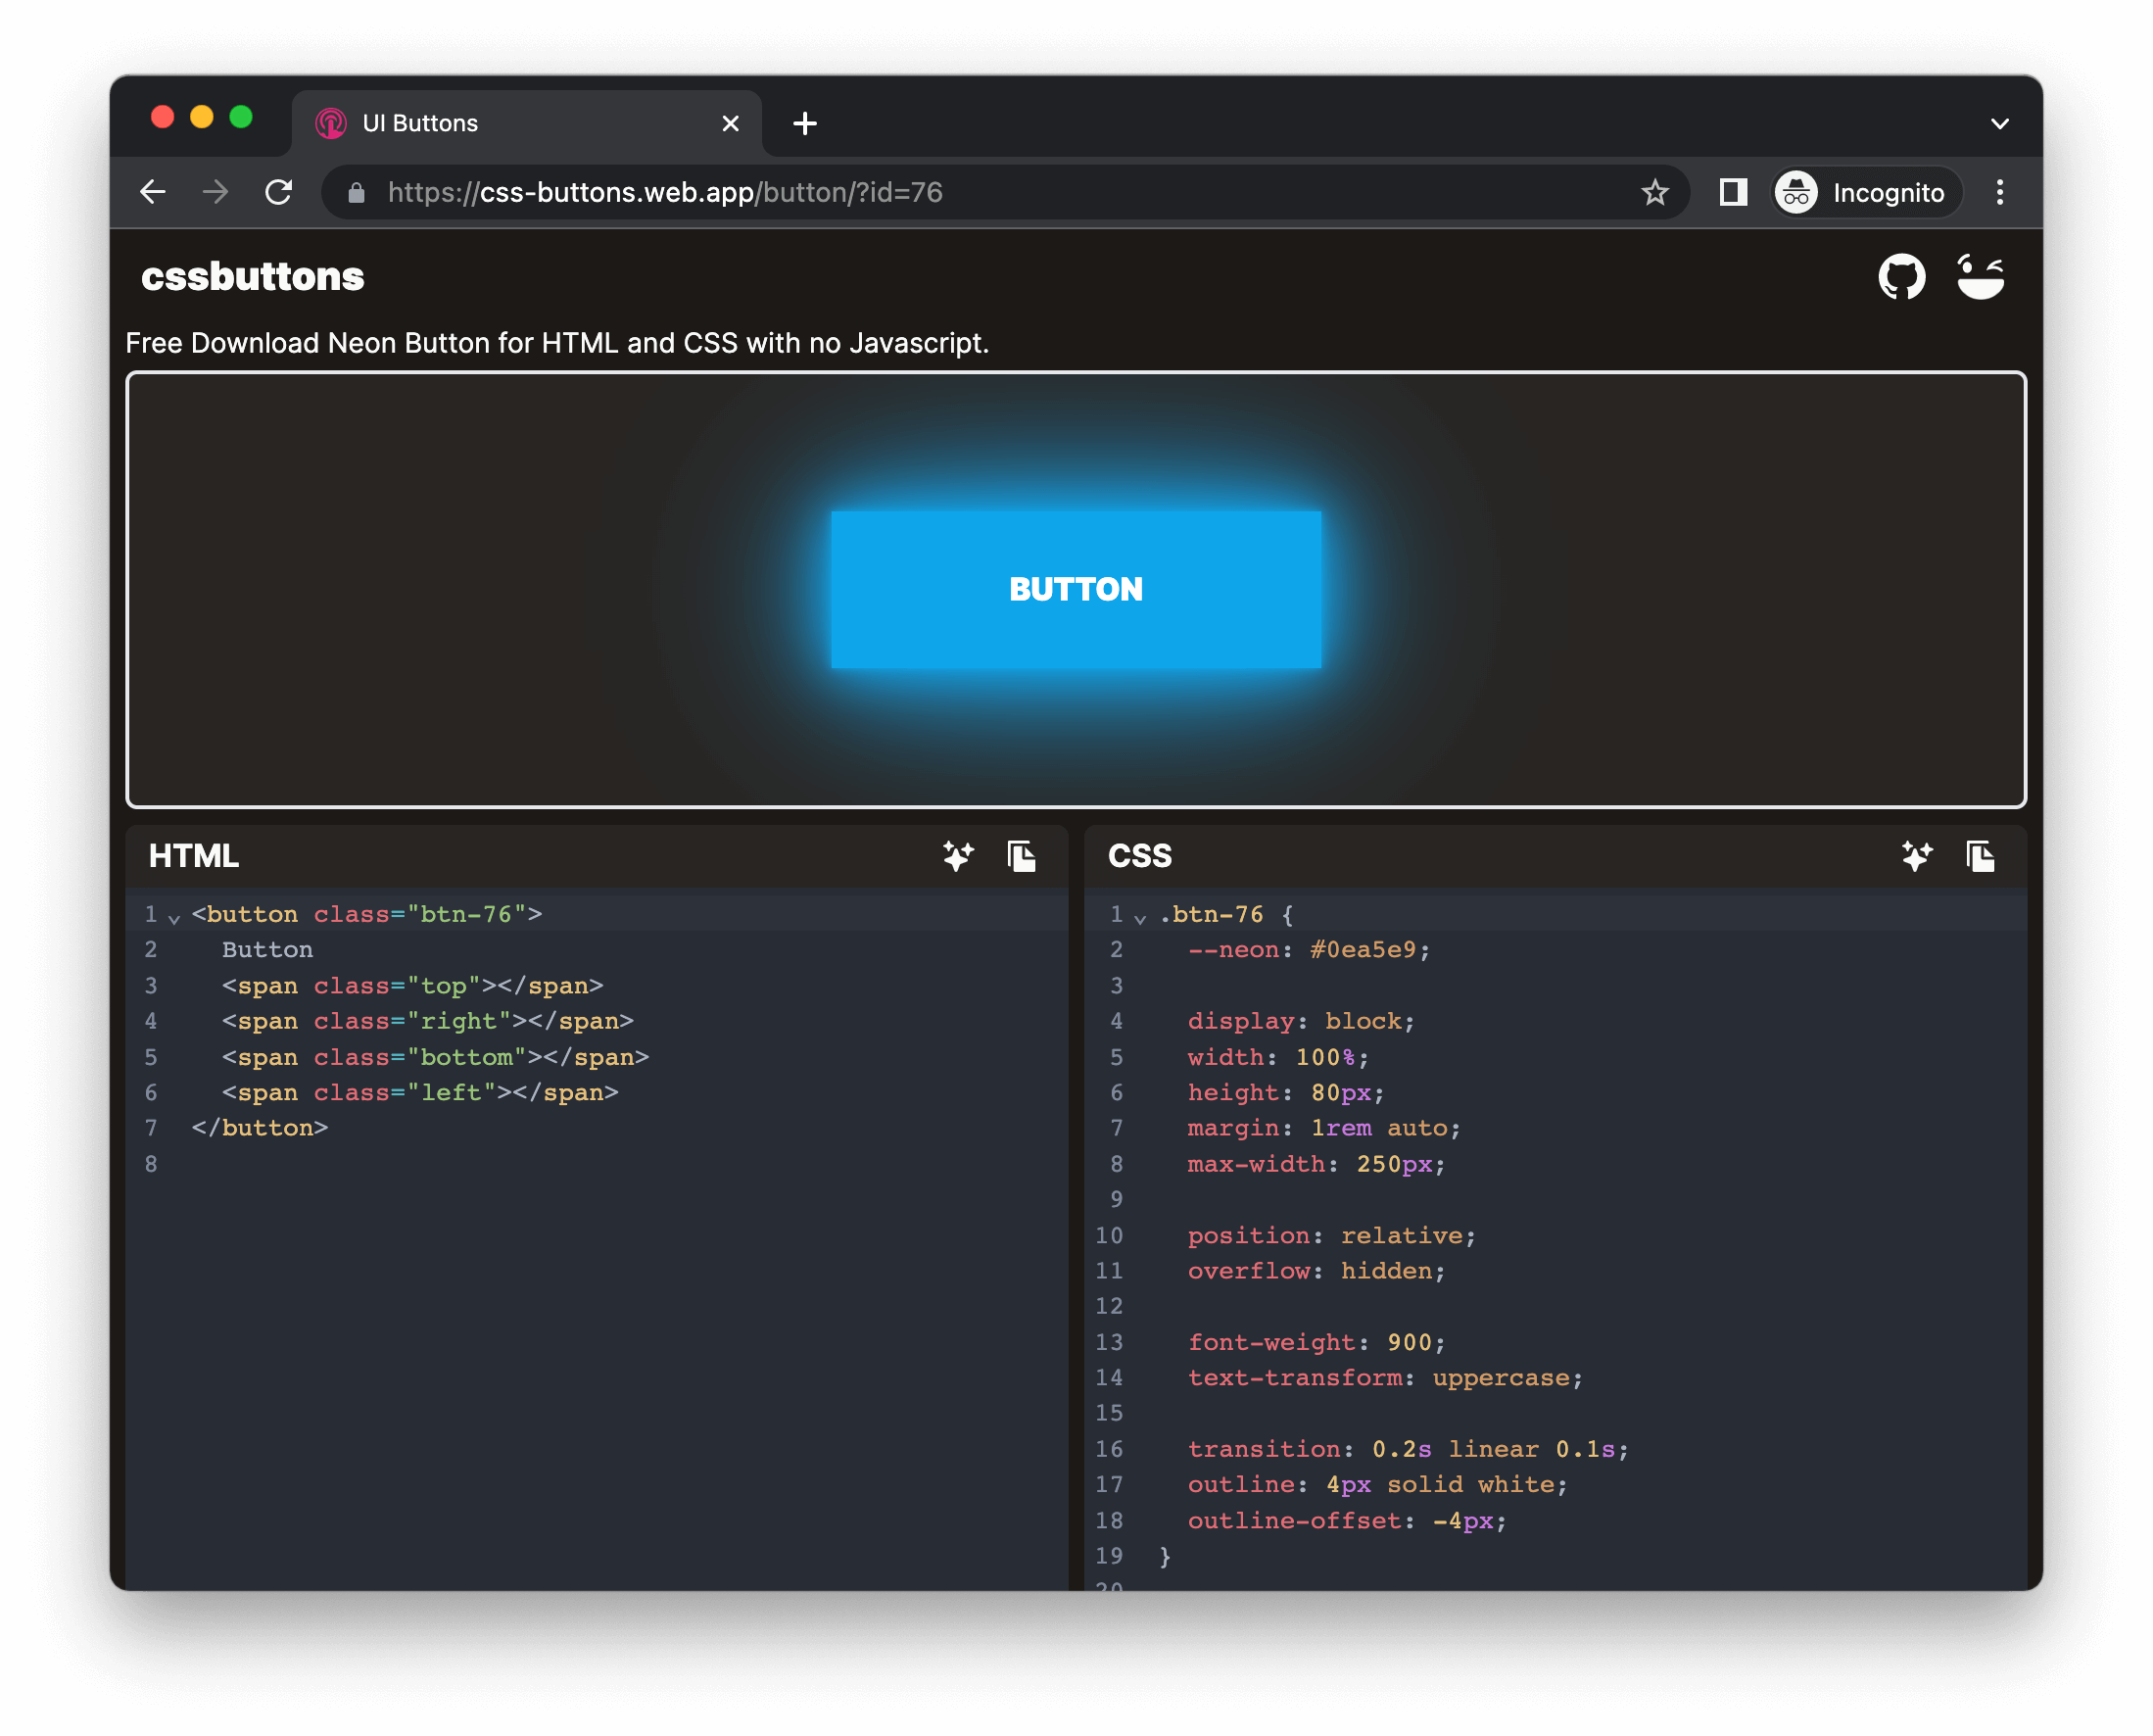 UI Buttons
https://css-buttons.web.app/button/?id=76
Incognito
cssbuttons
Free Download Neon Button for HTML and CSS with no Javascript.
BUTTON
HTML
1 <button class="btn-76">
2 Button
3 <span class="top"></span>
4 <span class="right"></span>
5 <span class="bottom"></span>
6 <span class="left"></span>
7 </button>
8
CSS
1 .btn-76 {
2 --neon: #0ea5e9;
3
4 display: block;
5 width: 100%;
6 height: 80px;
7 margin: 1rem auto;
8 max-width: 250px;
9
10 position: relative;
11 overflow: hidden;
12
13 font-weight: 900;
14 text-transform: uppercase;
15
16 transition: 0.2s linear 0.1s;
17 outline: 4px solid white;
18 outline-offset: -4px;
19 }
20